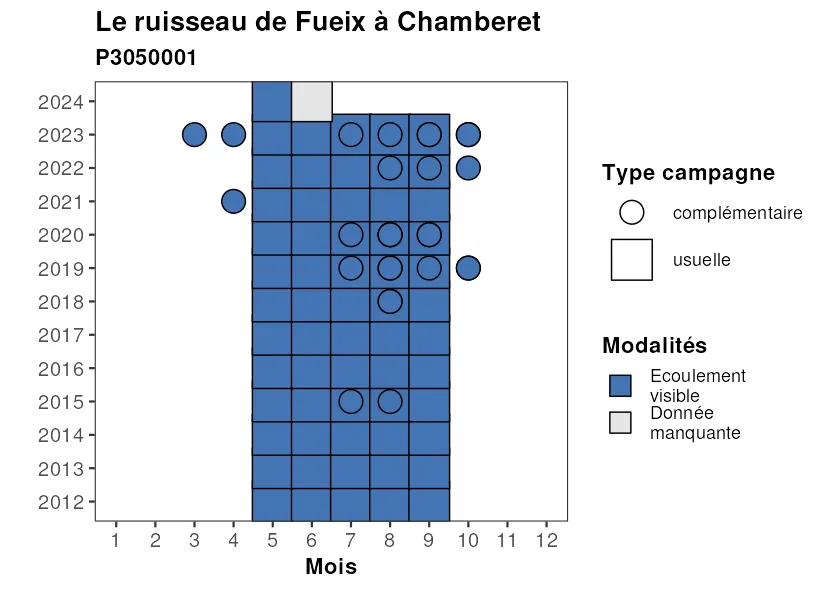 Le ruisseau de Fueix à Chamberet
P3050001
2024
2023
2022
2021
2020
2019
2018
2017
2016
2015
2014
2013
2012
1 2 3 4 5 6 7 8 9 10 11 12
Mois
Type campagne
complémentaire
usuelle
Modalités
Ecoulement
visible
Donnée
manquante